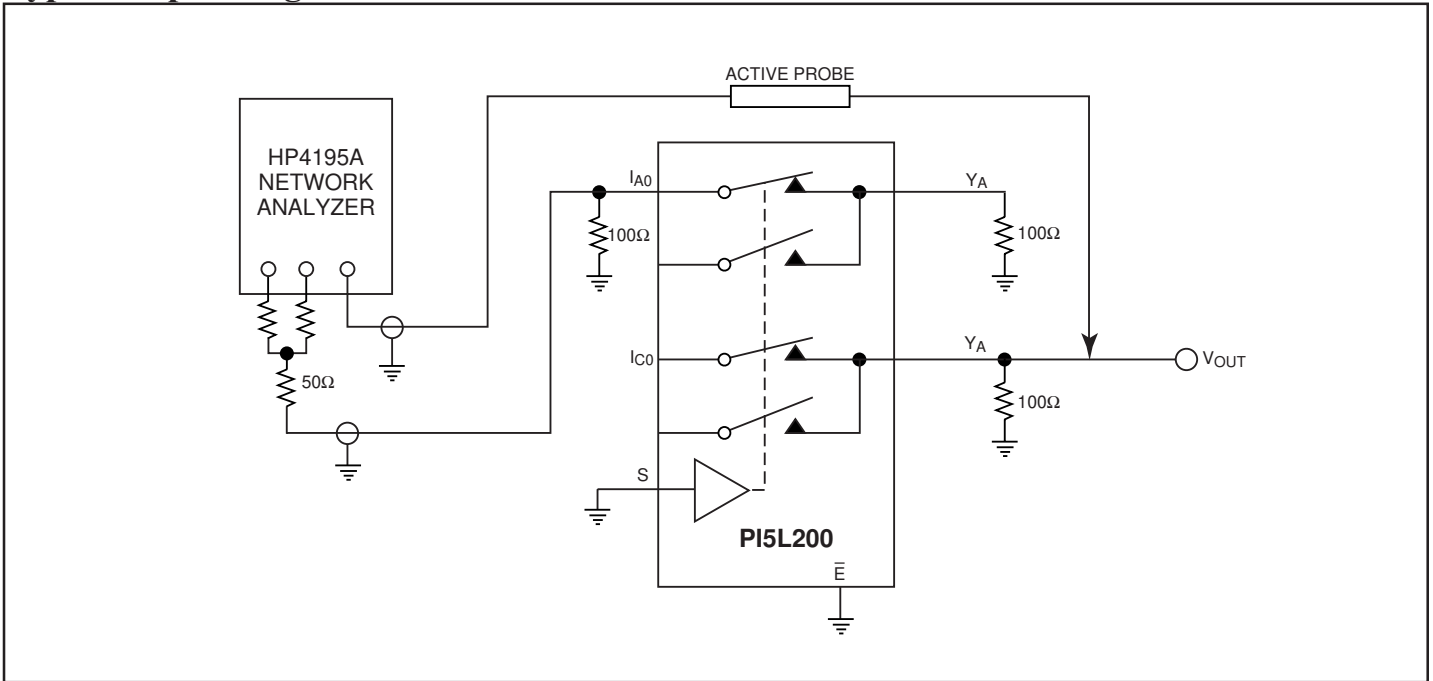 ACTIVE PROBE
HP4195A
NETWORK
ANALYZER
IA0
YA
100Ω
100Ω
IC0
YA
VOUT
50Ω
100Ω
S
PI5L200
E̅